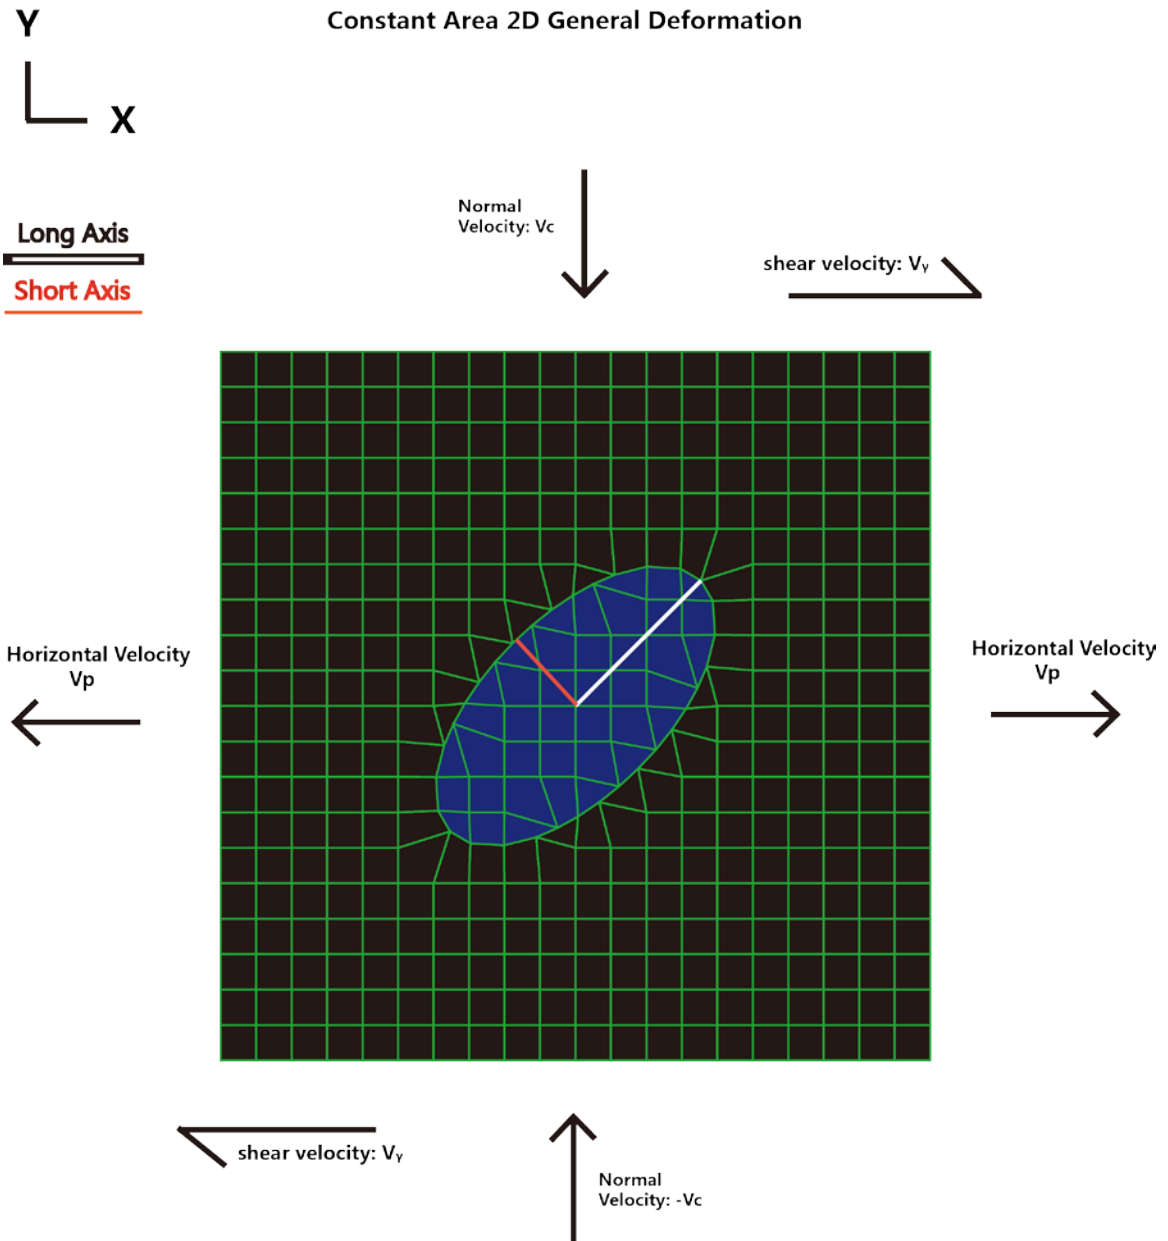 Y
Constant Area 2D General Deformation
X
Normal
Velocity: Vc
Long Axis
shear velocity: Vᵧ
Short Axis
Horizontal Velocity
Vp
Horizontal Velocity
Vp
shear velocity: Vᵧ
Normal
Velocity: -Vc